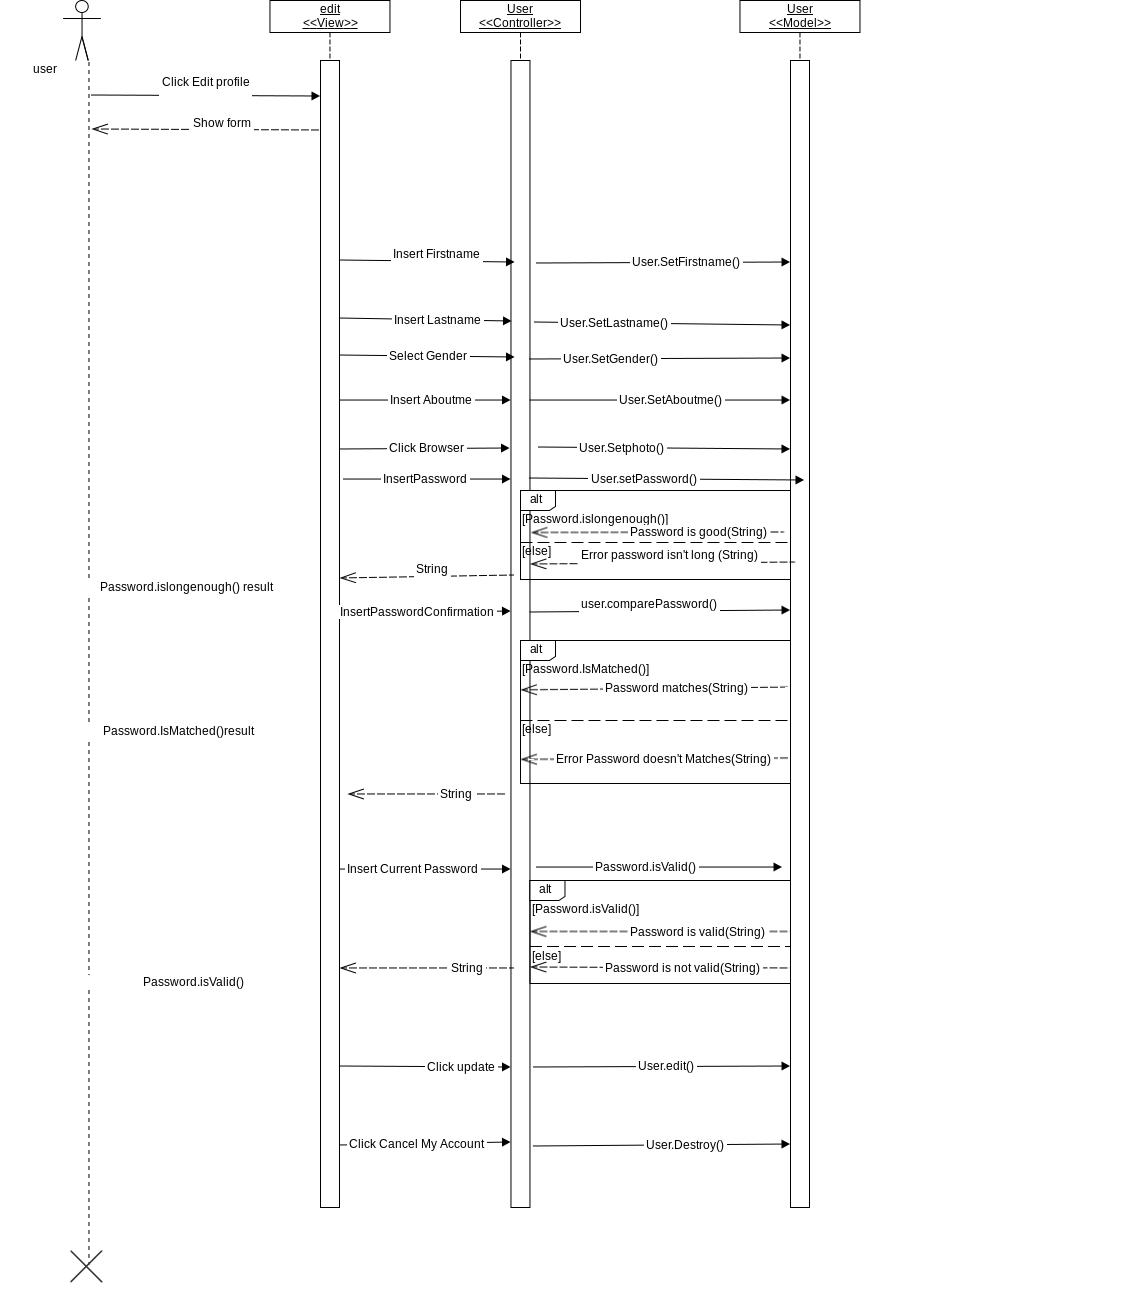 edit
<<View>>
User
<<Controller>>
User
<<Model>>
user
Click Edit profile
Show form
Insert Firstname
User.SetFirstname()
Insert Lastname
User.SetLastname()
Select Gender
User.SetGender()
Insert Aboutme
User.SetAboutme()
Click Browser
User.Setphoto()
InsertPassword
User.setPassword()
alt
[Password.islongenough()]
Password is good(String)
[else]
Error password isn't long (String)
String
Password.islongenough() result
InsertPasswordConfirmation
user.comparePassword()
alt
[Password.IsMatched()]
Password matches(String)
[else]
Password.IsMatched()result
Error Password doesn't Matches(String)
String
Insert Current Password
Password.isValid()
alt
[Password.isValid()]
Password is valid(String)
[else]
String
Password is not valid(String)
Password.isValid()
Click update
User.edit()
Click Cancel My Account
User.Destroy()